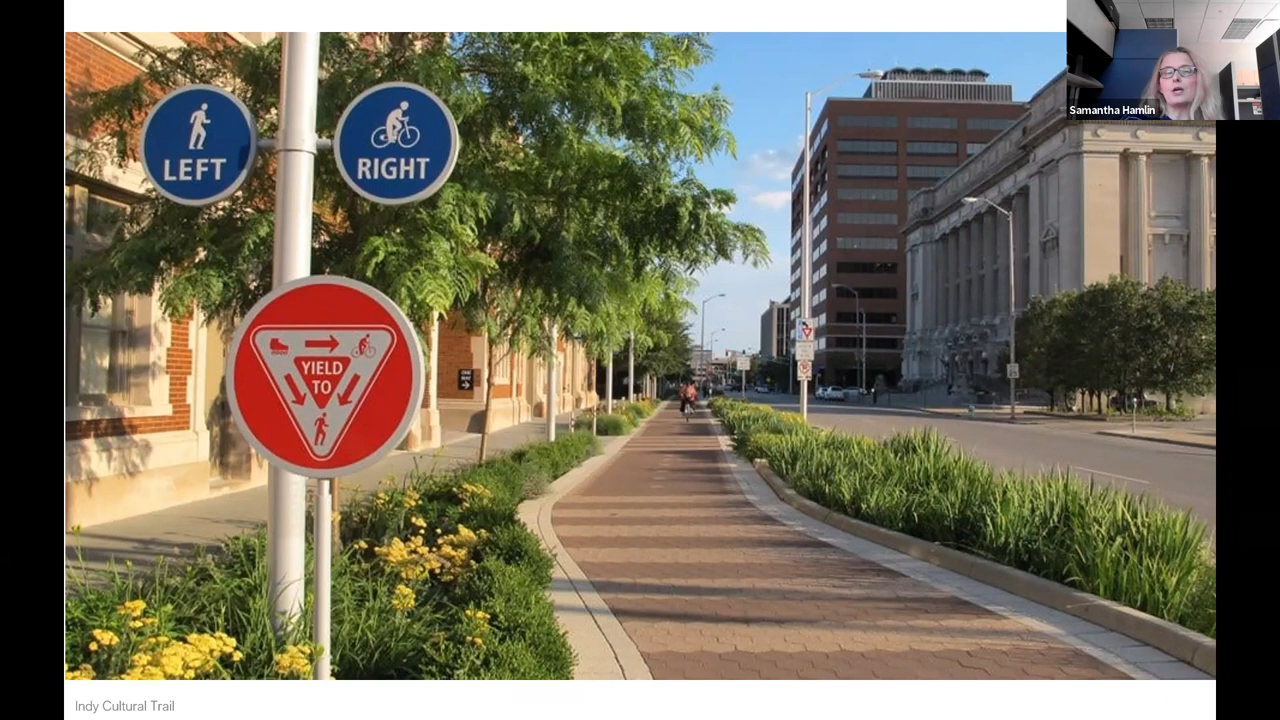 Samantha Hamlin
LEFT
RIGHT
YIELD
TO
Indy Cultural Trail